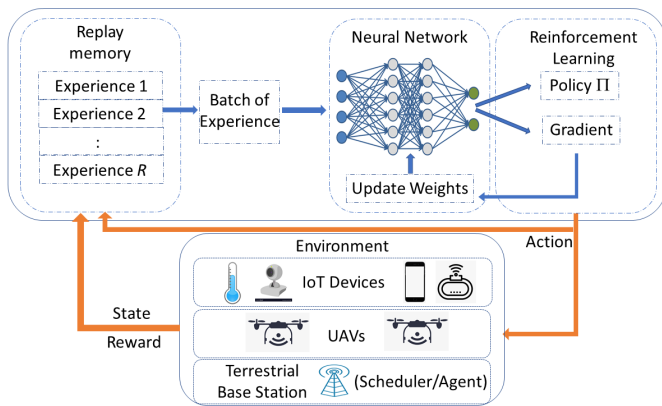 Replay
memory
Experience 1
Experience 2
:
Experience R
Batch of
Experience
Neural Network
Update Weights
Reinforcement
Learning
Policy Π
Gradient
Action
State
Reward
Environment
IoT Devices
UAVs
Terrestrial
Base Station
(Scheduler/Agent)